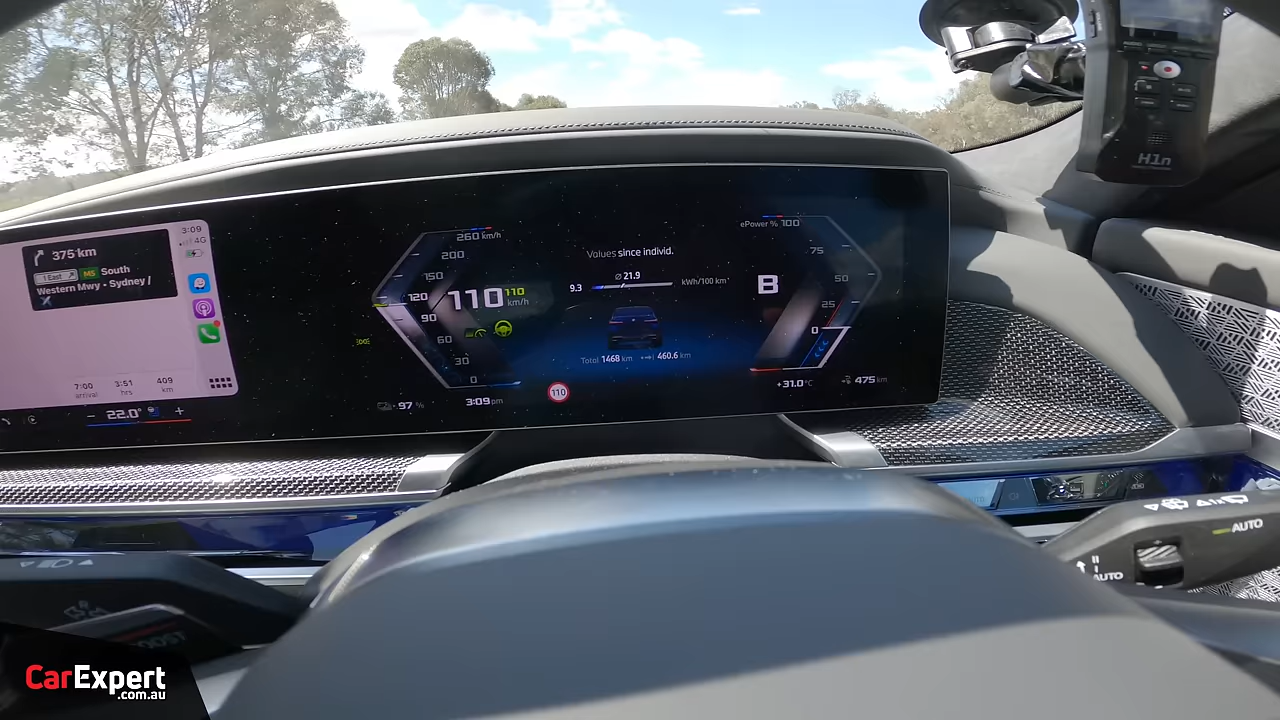 3:09
4G
375 km
1 East
M5 South
Western Mwy • Sydney /
7:00
arrival
3:51
hrs
409
km
− 22.0° +
260 km/h
200
150
120
90
60
30
0
110 110
km/h
97 %
3:09 pm
110
Values since individ.
Ø 21.9
9.3
kWh/100 km
Total 1468 km
460.6 km
ePower % 100
75
50
25
0
B
+31.0°C
475 km
H1n
AUTO
AUTO
BOOST
CarExpert
.com.au